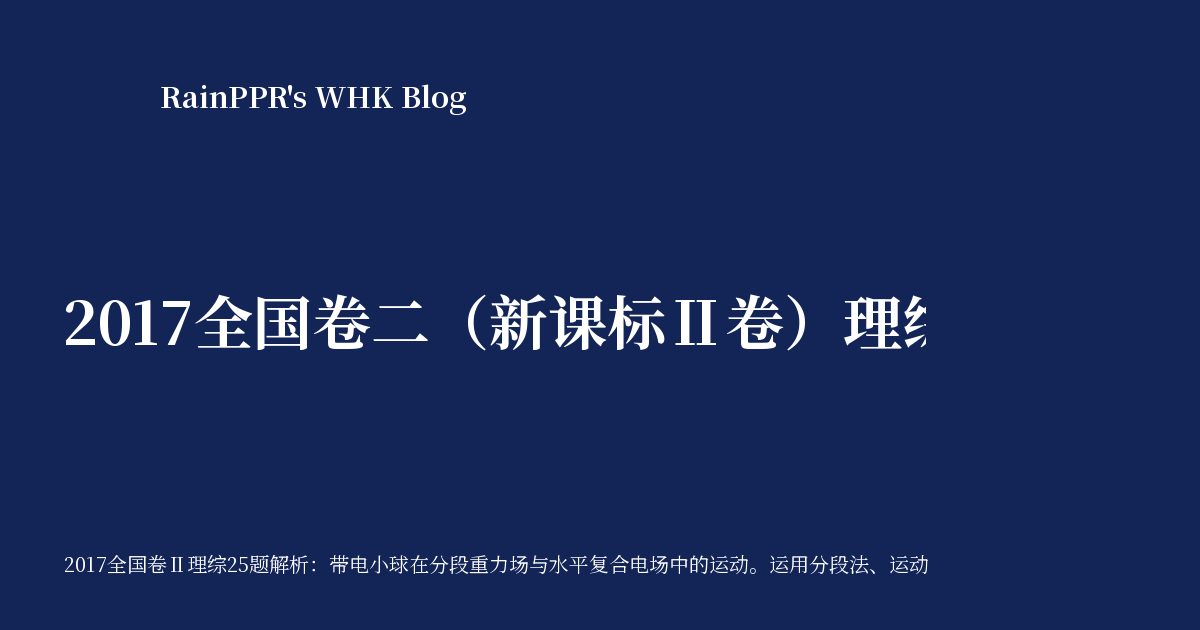 RainPPR's WHK Blog
2017全国卷二（新课标Ⅱ卷）理
2017全国卷Ⅱ理综25题解析：带电小球在分段重力场与水平复合电场中的运动。运用分段法、运动